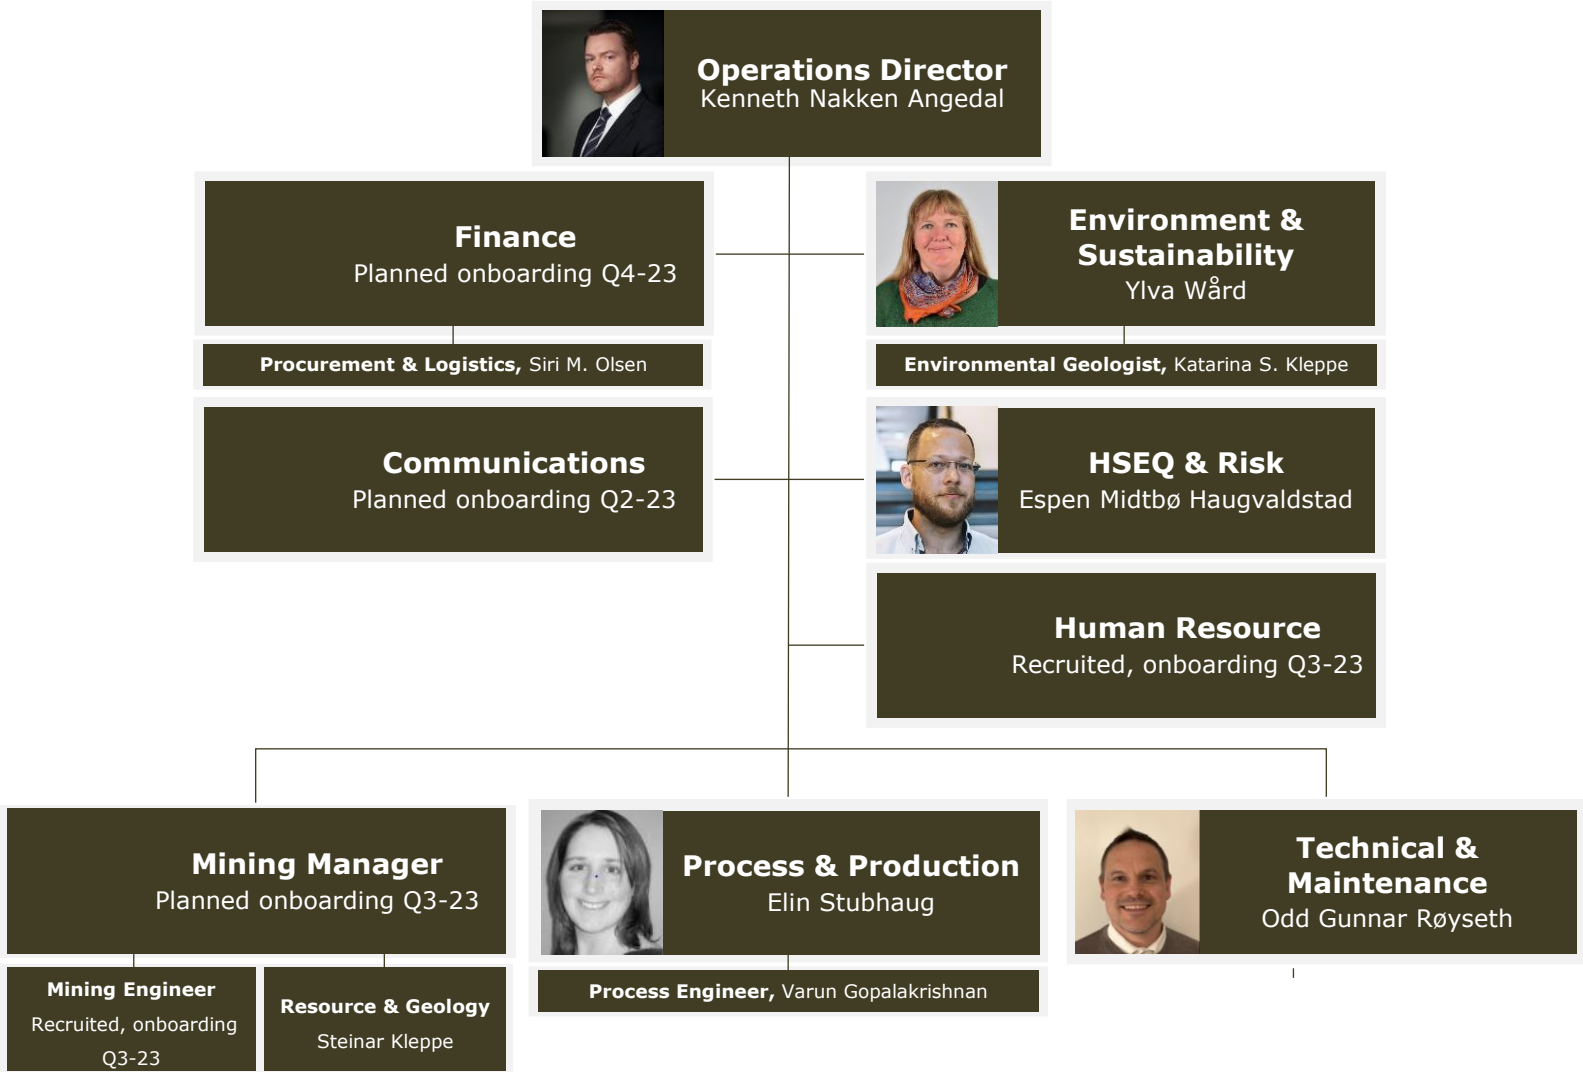 Operations Director
Kenneth Nakken Angedal
Finance
Planned onboarding Q4-23
Environment &
Sustainability
Ylva Wård
Procurement & Logistics, Siri M. Olsen
Environmental Geologist, Katarina S. Kleppe
Communications
Planned onboarding Q2-23
HSEQ & Risk
Espen Midtbø Haugvaldstad
Human Resource
Recruited, onboarding Q3-23
Mining Manager
Planned onboarding Q3-23
Process & Production
Elin Stubhaug
Technical &
Maintenance
Odd Gunnar Røyseth
Mining Engineer
Recruited, onboarding
Q3-23
Resource & Geology
Steinar Kleppe
Process Engineer, Varun Gopalakrishnan